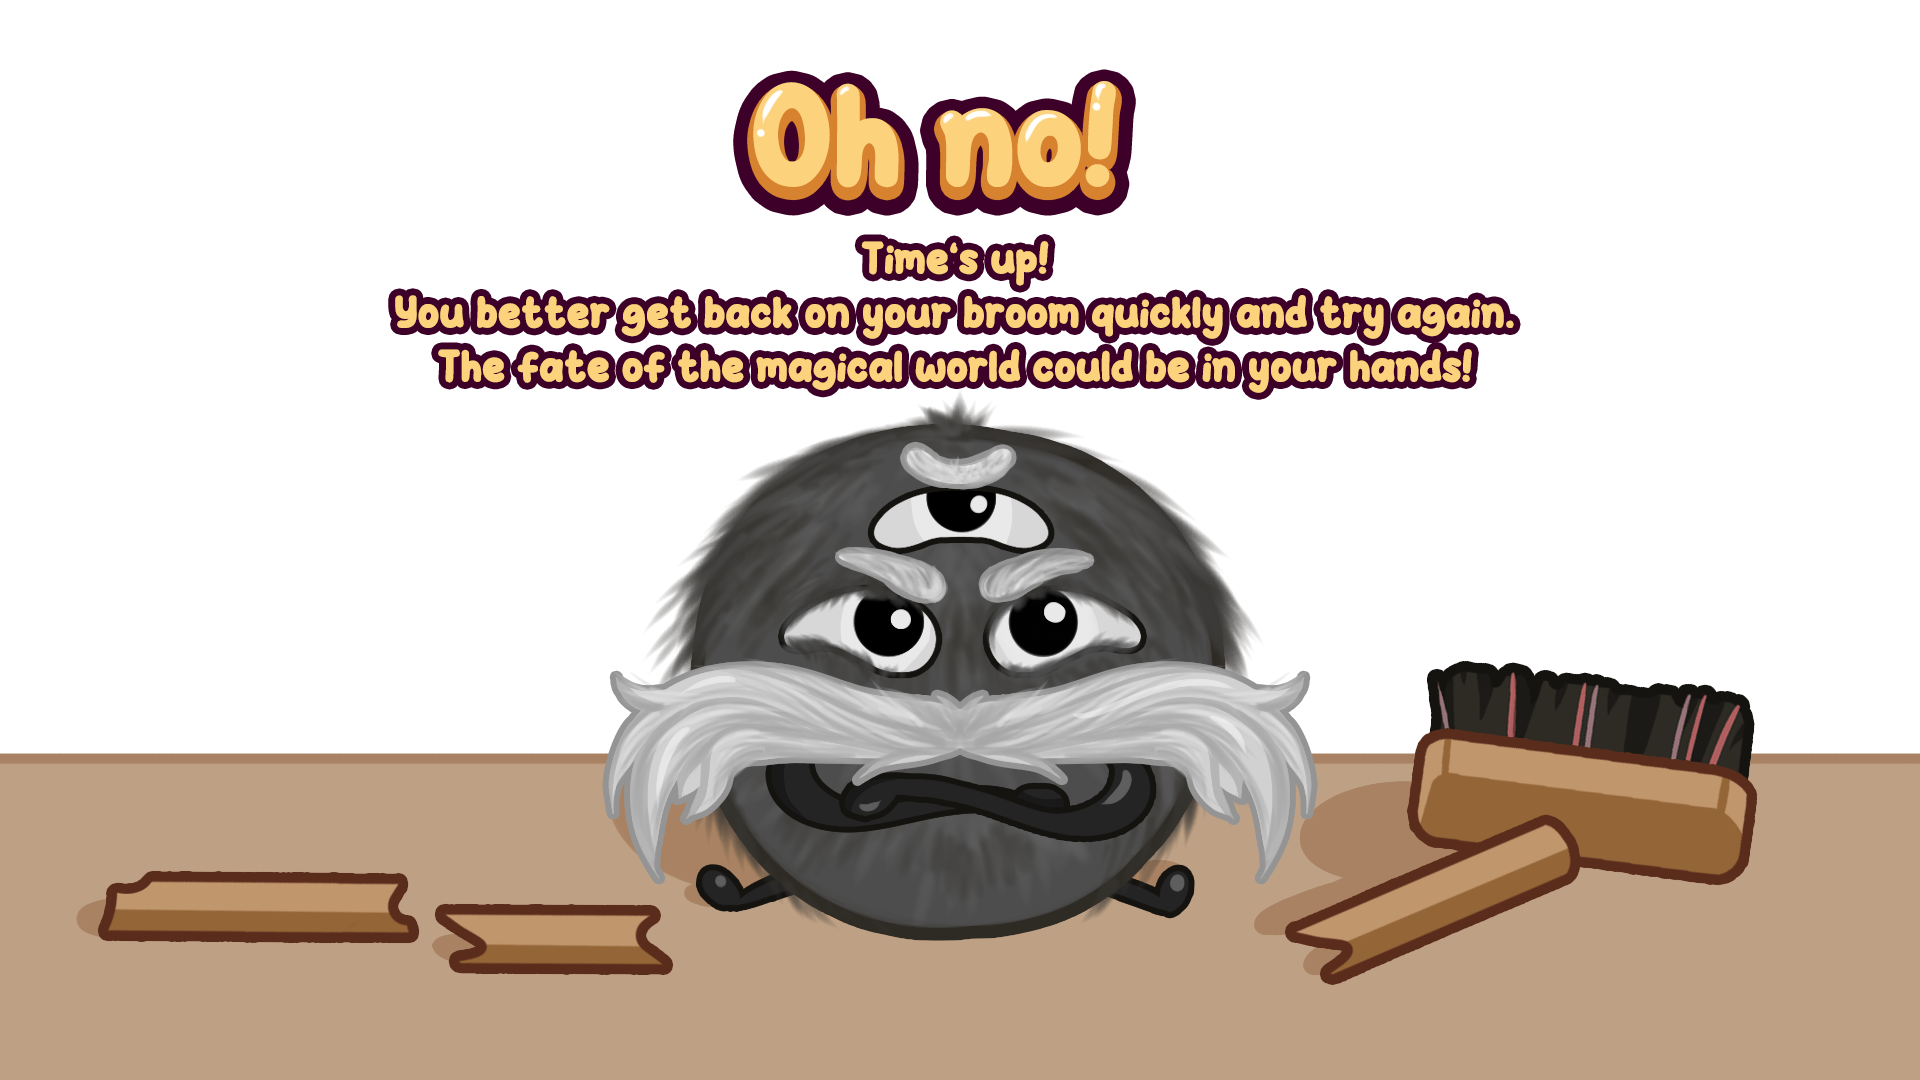 Oh no!
Time's up!
You better get back on your broom quickly and try again.
The fate of the magical world could be in your hands!